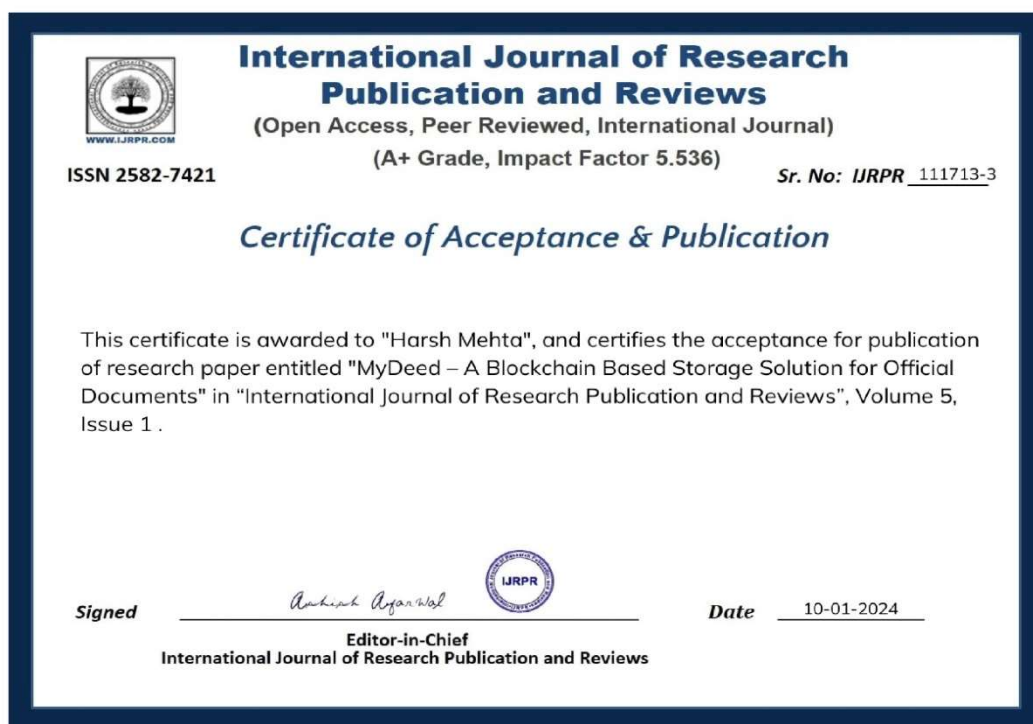 International Journal of Research
Publication and Reviews
(Open Access, Peer Reviewed, International Journal)
(A+ Grade, Impact Factor 5.536)
WWW.IJRPR.COM
ISSN 2582-7421
Sr. No: IJRPR 111713-3
Certificate of Acceptance & Publication
This certificate is awarded to "Harsh Mehta", and certifies the acceptance for publication
of research paper entitled "MyDeed – A Blockchain Based Storage Solution for Official
Documents" in “International Journal of Research Publication and Reviews”, Volume 5,
Issue 1 .
IJRPR
Signed
Ashish Agarwal
Date 10-01-2024
Editor-in-Chief
International Journal of Research Publication and Reviews